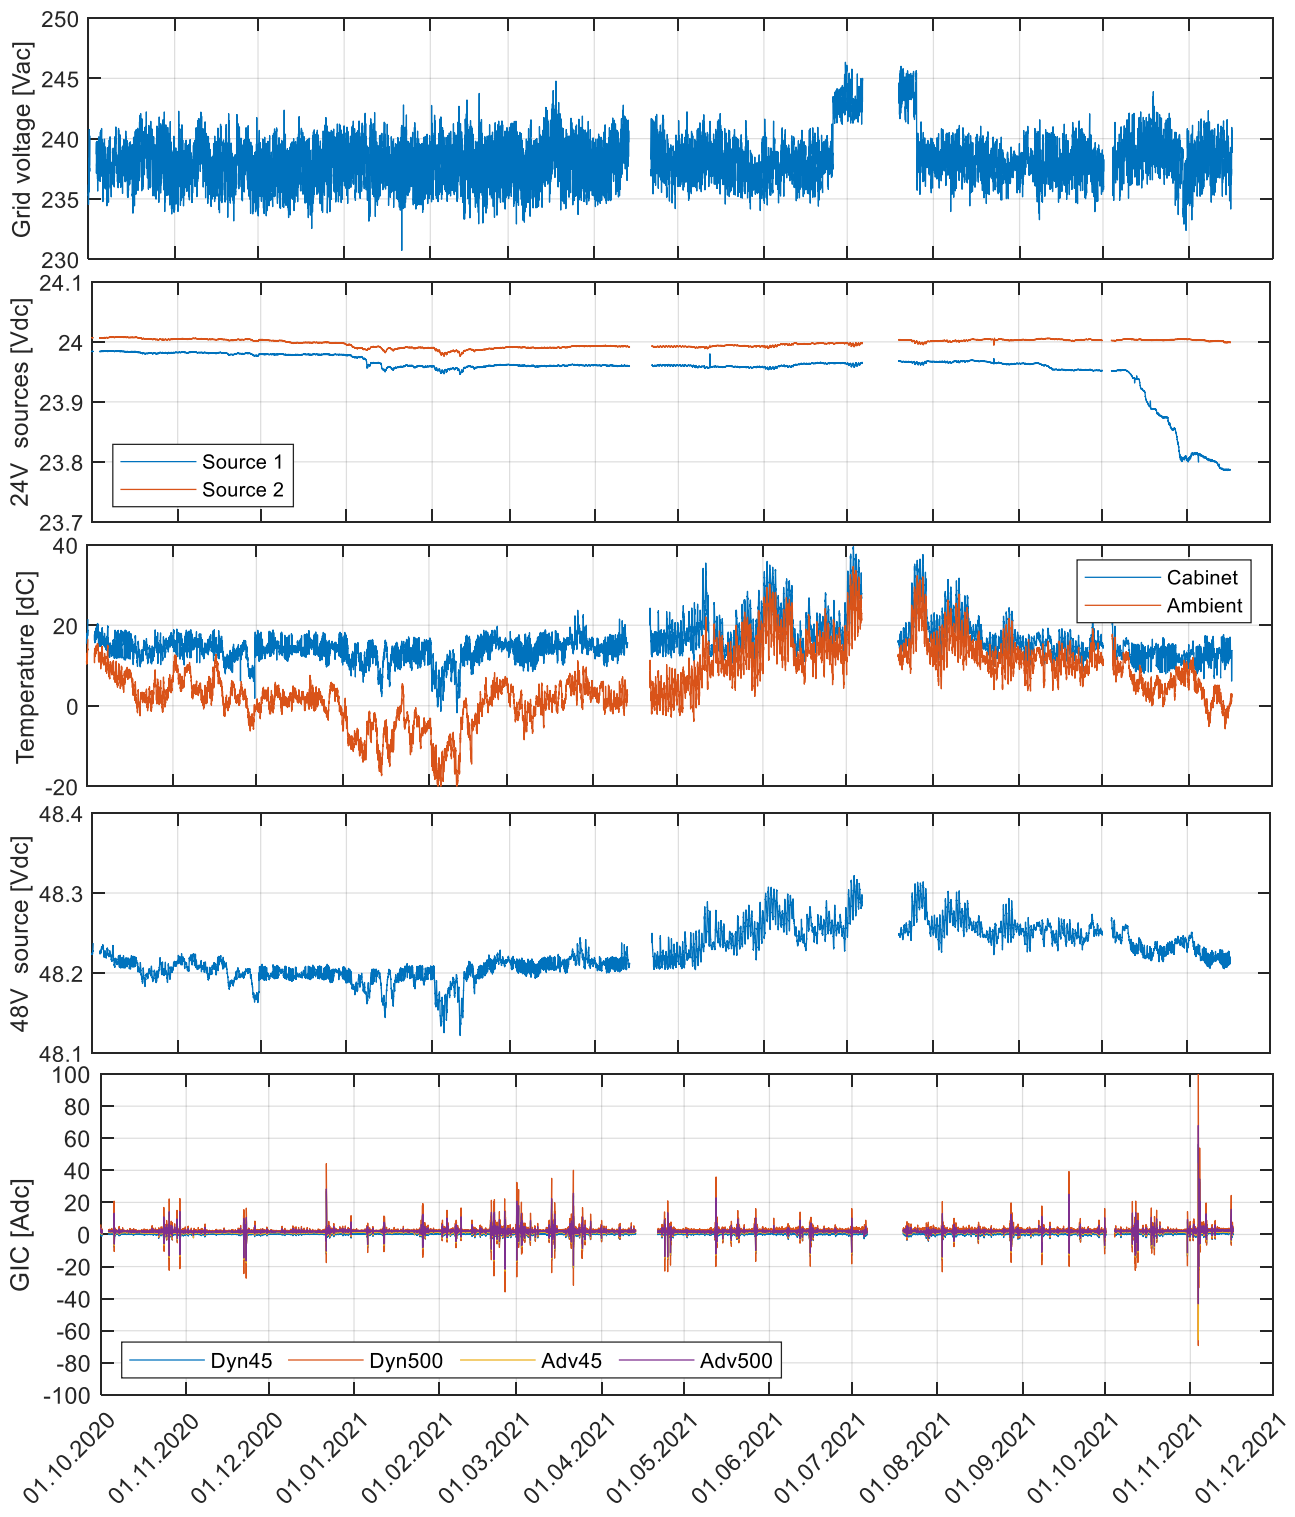 Grid voltage [Vac]
250
245
240
235
230
24V sources [Vdc]
24.1
24
23.9
23.8
23.7
Source 1
Source 2
Temperature [dC]
40
20
0
-20
Cabinet
Ambient
48V source [Vdc]
48.4
48.3
48.2
48.1
GIC [Adc]
100
80
60
40
20
0
-20
-40
-60
-80
-100
Dyn45 Dyn500 Adv45 Adv500
01.10.2020 01.11.2020 01.12.2020 01.01.2021 01.02.2021 01.03.2021 01.04.2021 01.05.2021 01.06.2021 01.07.2021 01.08.2021 01.09.2021 01.10.2021 01.11.2021 01.12.2021